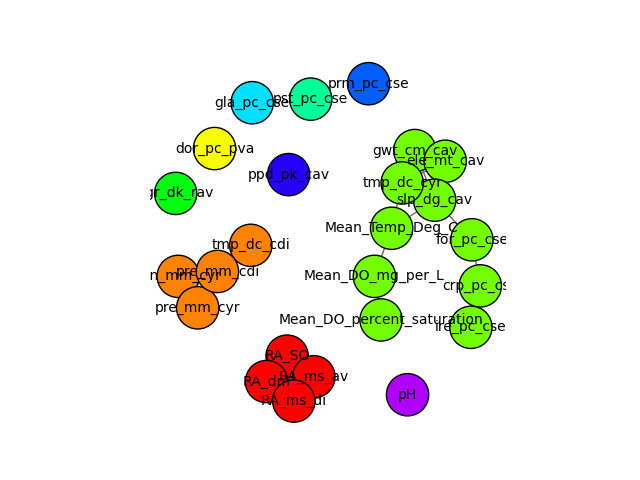 prm_pc_cse
gla_pc_cse
pst_pc_cse
dor_pc_pva
gwt_cm_cav
ele_mt_cav
ppd_pk_cav
tmp_dc_cyr
gr_dk_rav
slp_dg_cav
Mean_Temp_Deg_C
for_pc_cse
tmp_dc_cdi
pre_mm_cdi
Mean_DO_mg_per_L
crp_pc_cs
pre_mm_cyr
Mean_DO_percent_saturation
ire_pc_cse
RA_SO
RA_ms_av
RA_dm
RA_ms_di
pH